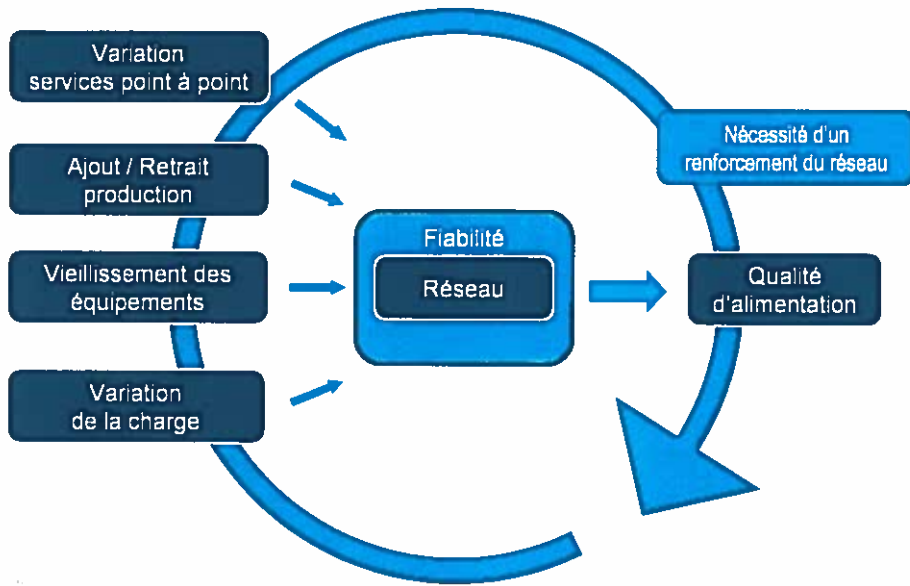 Variation
services point à point
Ajout / Retrait
production
Vieillissement des
équipements
Variation
de la charge
Fiabilité
Réseau
Nécessité d'un
renforcement du réseau
Qualité
d'alimentation